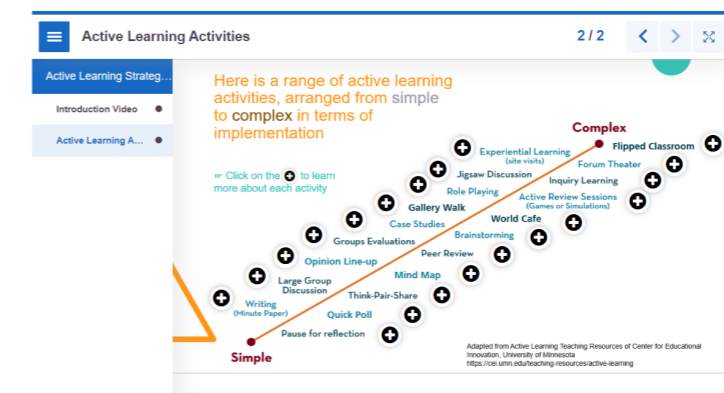 Active Learning Activities
2 / 2
Active Learning Strateg...
Introduction Video
Active Learning A...
Here is a range of active learning
activities, arranged from simple
to complex in terms of
implementation
Click on the to learn
more about each activity
Complex
Flipped Classroom
Experiential Learning
(site visits)
Forum Theater
Jigsaw Discussion
Inquiry Learning
Role Playing
Active Review Sessions
(Games or Simulations)
Gallery Walk
World Cafe
Case Studies
Brainstorming
Groups Evaluations
Peer Review
Opinion Line-up
Mind Map
Large Group
Discussion
Think-Pair-Share
Writing
(Minute Paper)
Quick Poll
Pause for reflection
Simple
Adapted from Active Learning Teaching Resources of Center for Educational
Innovation, University of Minnesota
https://cei.umn.edu/teaching-resources/active-learning